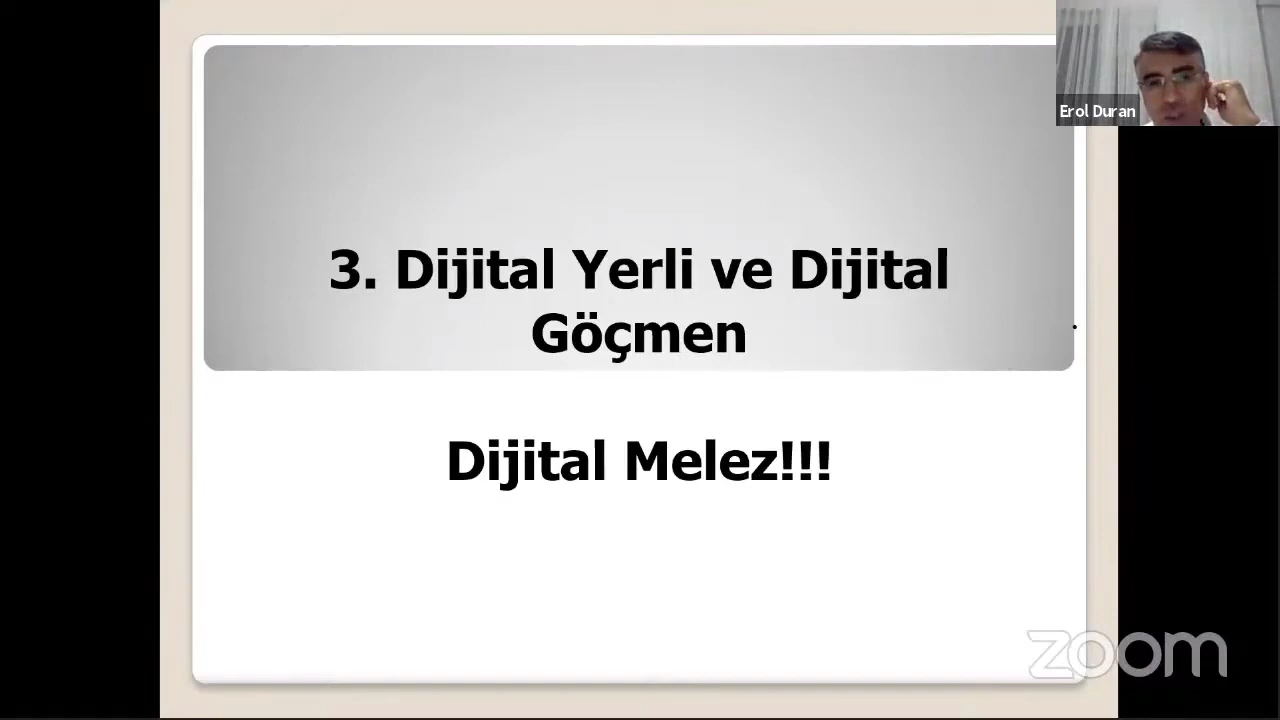 Erol Duran
3. Dijital Yerli ve Dijital
Göçmen
Dijital Melez!!!
zoom